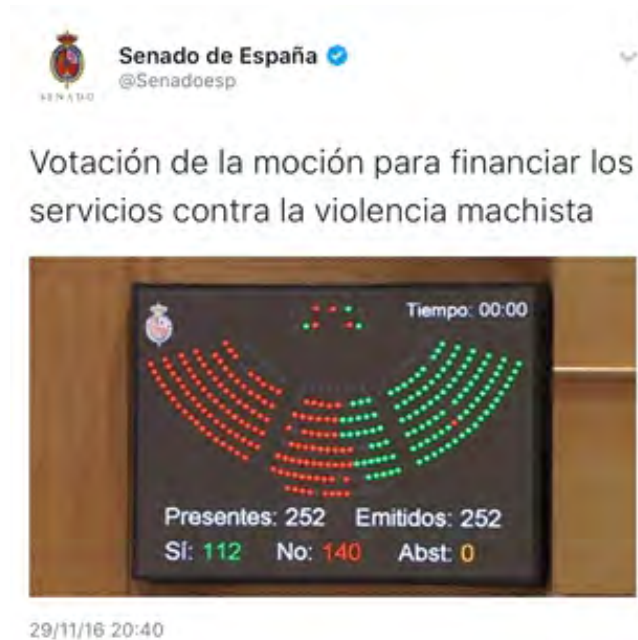 Senado de España
@Senadoesp
SENADO
Votación de la moción para financiar los
servicios contra la violencia machista
Tiempo: 00:00
Presentes: 252 Emitidos: 252
Sí: 112 No: 140 Abst: 0
29/11/16 20:40